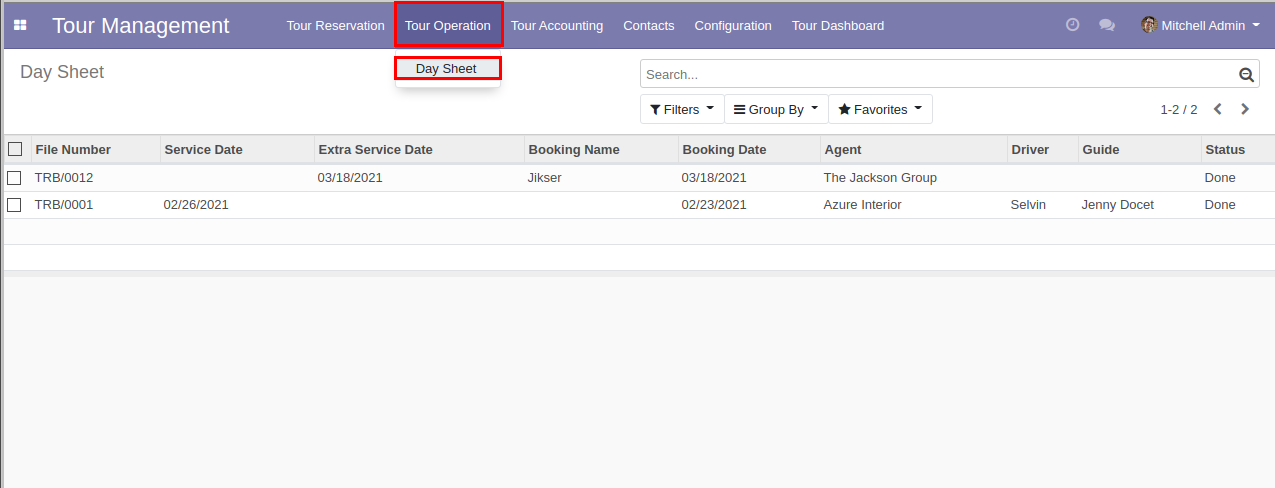 Tour Management Tour Reservation Tour Operation Tour Accounting Contacts Configuration Tour Dashboard Mitchell Admin
Day Sheet Day Sheet Search...
Filters Group By Favorites 1-2 / 2
File Number Service Date Extra Service Date Booking Name Booking Date Agent Driver Guide Status
TRB/0012 03/18/2021 Jikser 03/18/2021 The Jackson Group Done
TRB/0001 02/26/2021 02/23/2021 Azure Interior Selvin Jenny Docet Done